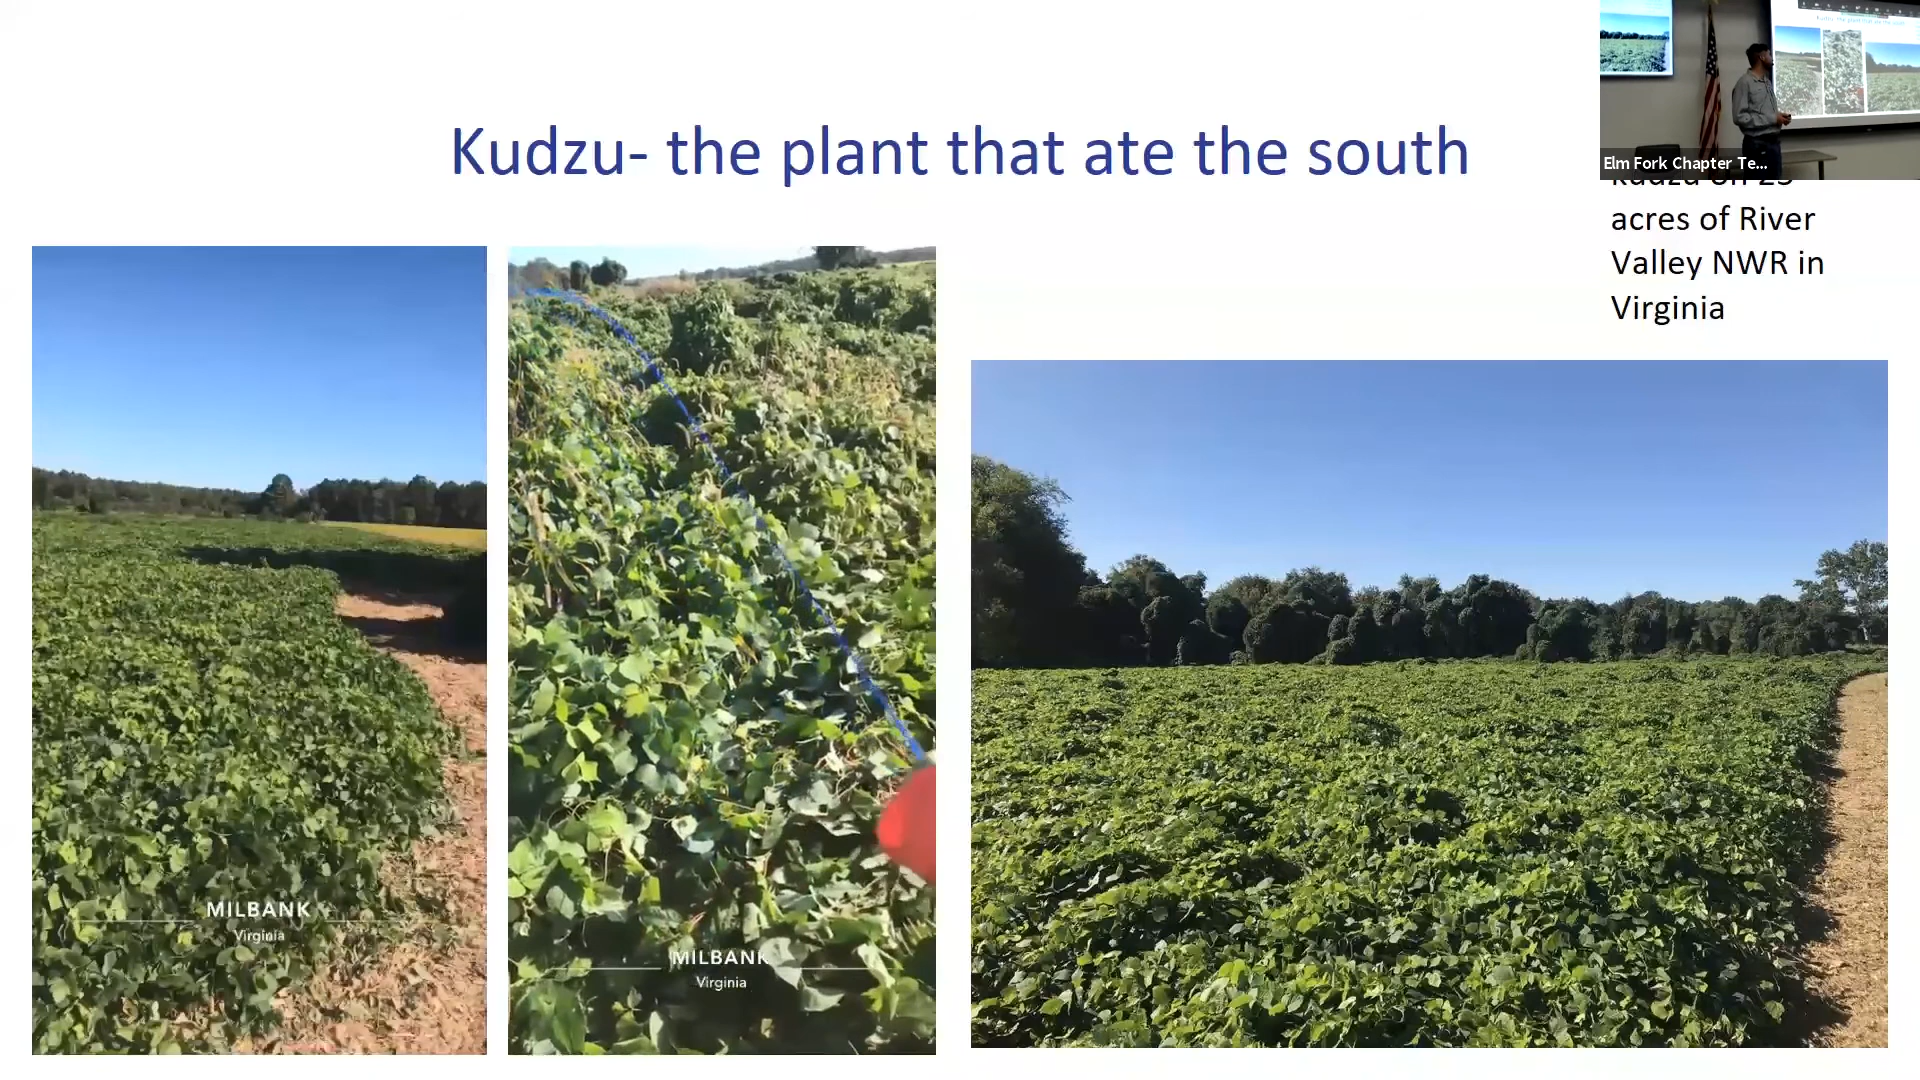 Kudzu- the plant that ate the south
Elm Fork Chapter Te...
kudzu on 25
acres of River
Valley NWR in
Virginia
MILBANK
Virginia
MILBANK
Virginia